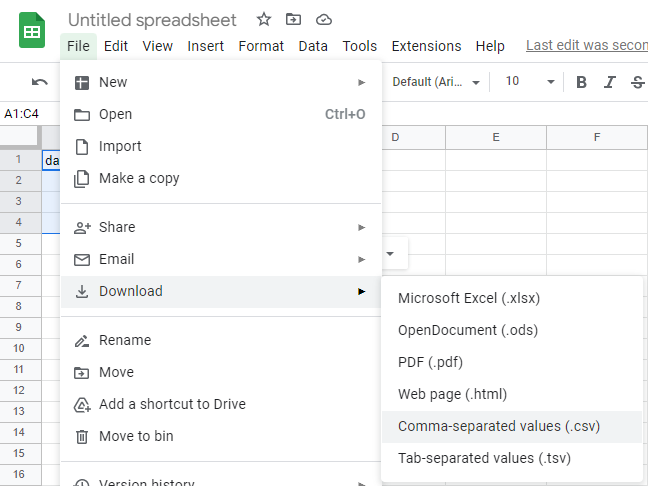 Untitled spreadsheet
File Edit View Insert Format Data Tools Extensions Help Last edit was
Default (Ari... 10 B I S
A1:C4
D E F
1 da
2
3
4
5
6
7
8
9
10
11
12
13
14
15
16
New
Open Ctrl+O
Import
Make a copy
Share
Email
Download
Rename
Move
Add a shortcut to Drive
Move to bin
Version history
Microsoft Excel (.xlsx)
OpenDocument (.ods)
PDF (.pdf)
Web page (.html)
Comma-separated values (.csv)
Tab-separated values (.tsv)